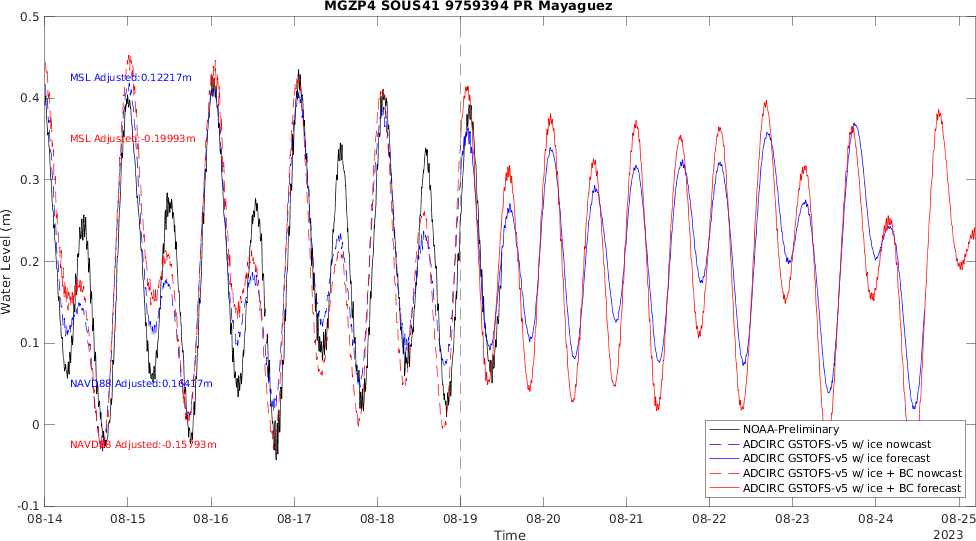 MGZP4 SOUS41 9759394 PR Mayaguez
0.5
0.4
0.3
0.2
0.1
0
-0.1
Water Level (m)
MSL Adjusted:0.12217m
MSL Adjusted:-0.19993m
NAVD88 Adjusted:0.16417m
NAVD88 Adjusted:-0.15793m
NOAA-Preliminary
ADCIRC GSTOFS-v5 w/ ice nowcast
ADCIRC GSTOFS-v5 w/ ice forecast
ADCIRC GSTOFS-v5 w/ ice + BC nowcast
ADCIRC GSTOFS-v5 w/ ice + BC forecast
08-14 08-15 08-16 08-17 08-18 08-19 08-20 08-21 08-22 08-23 08-24 08-25
Time
2023